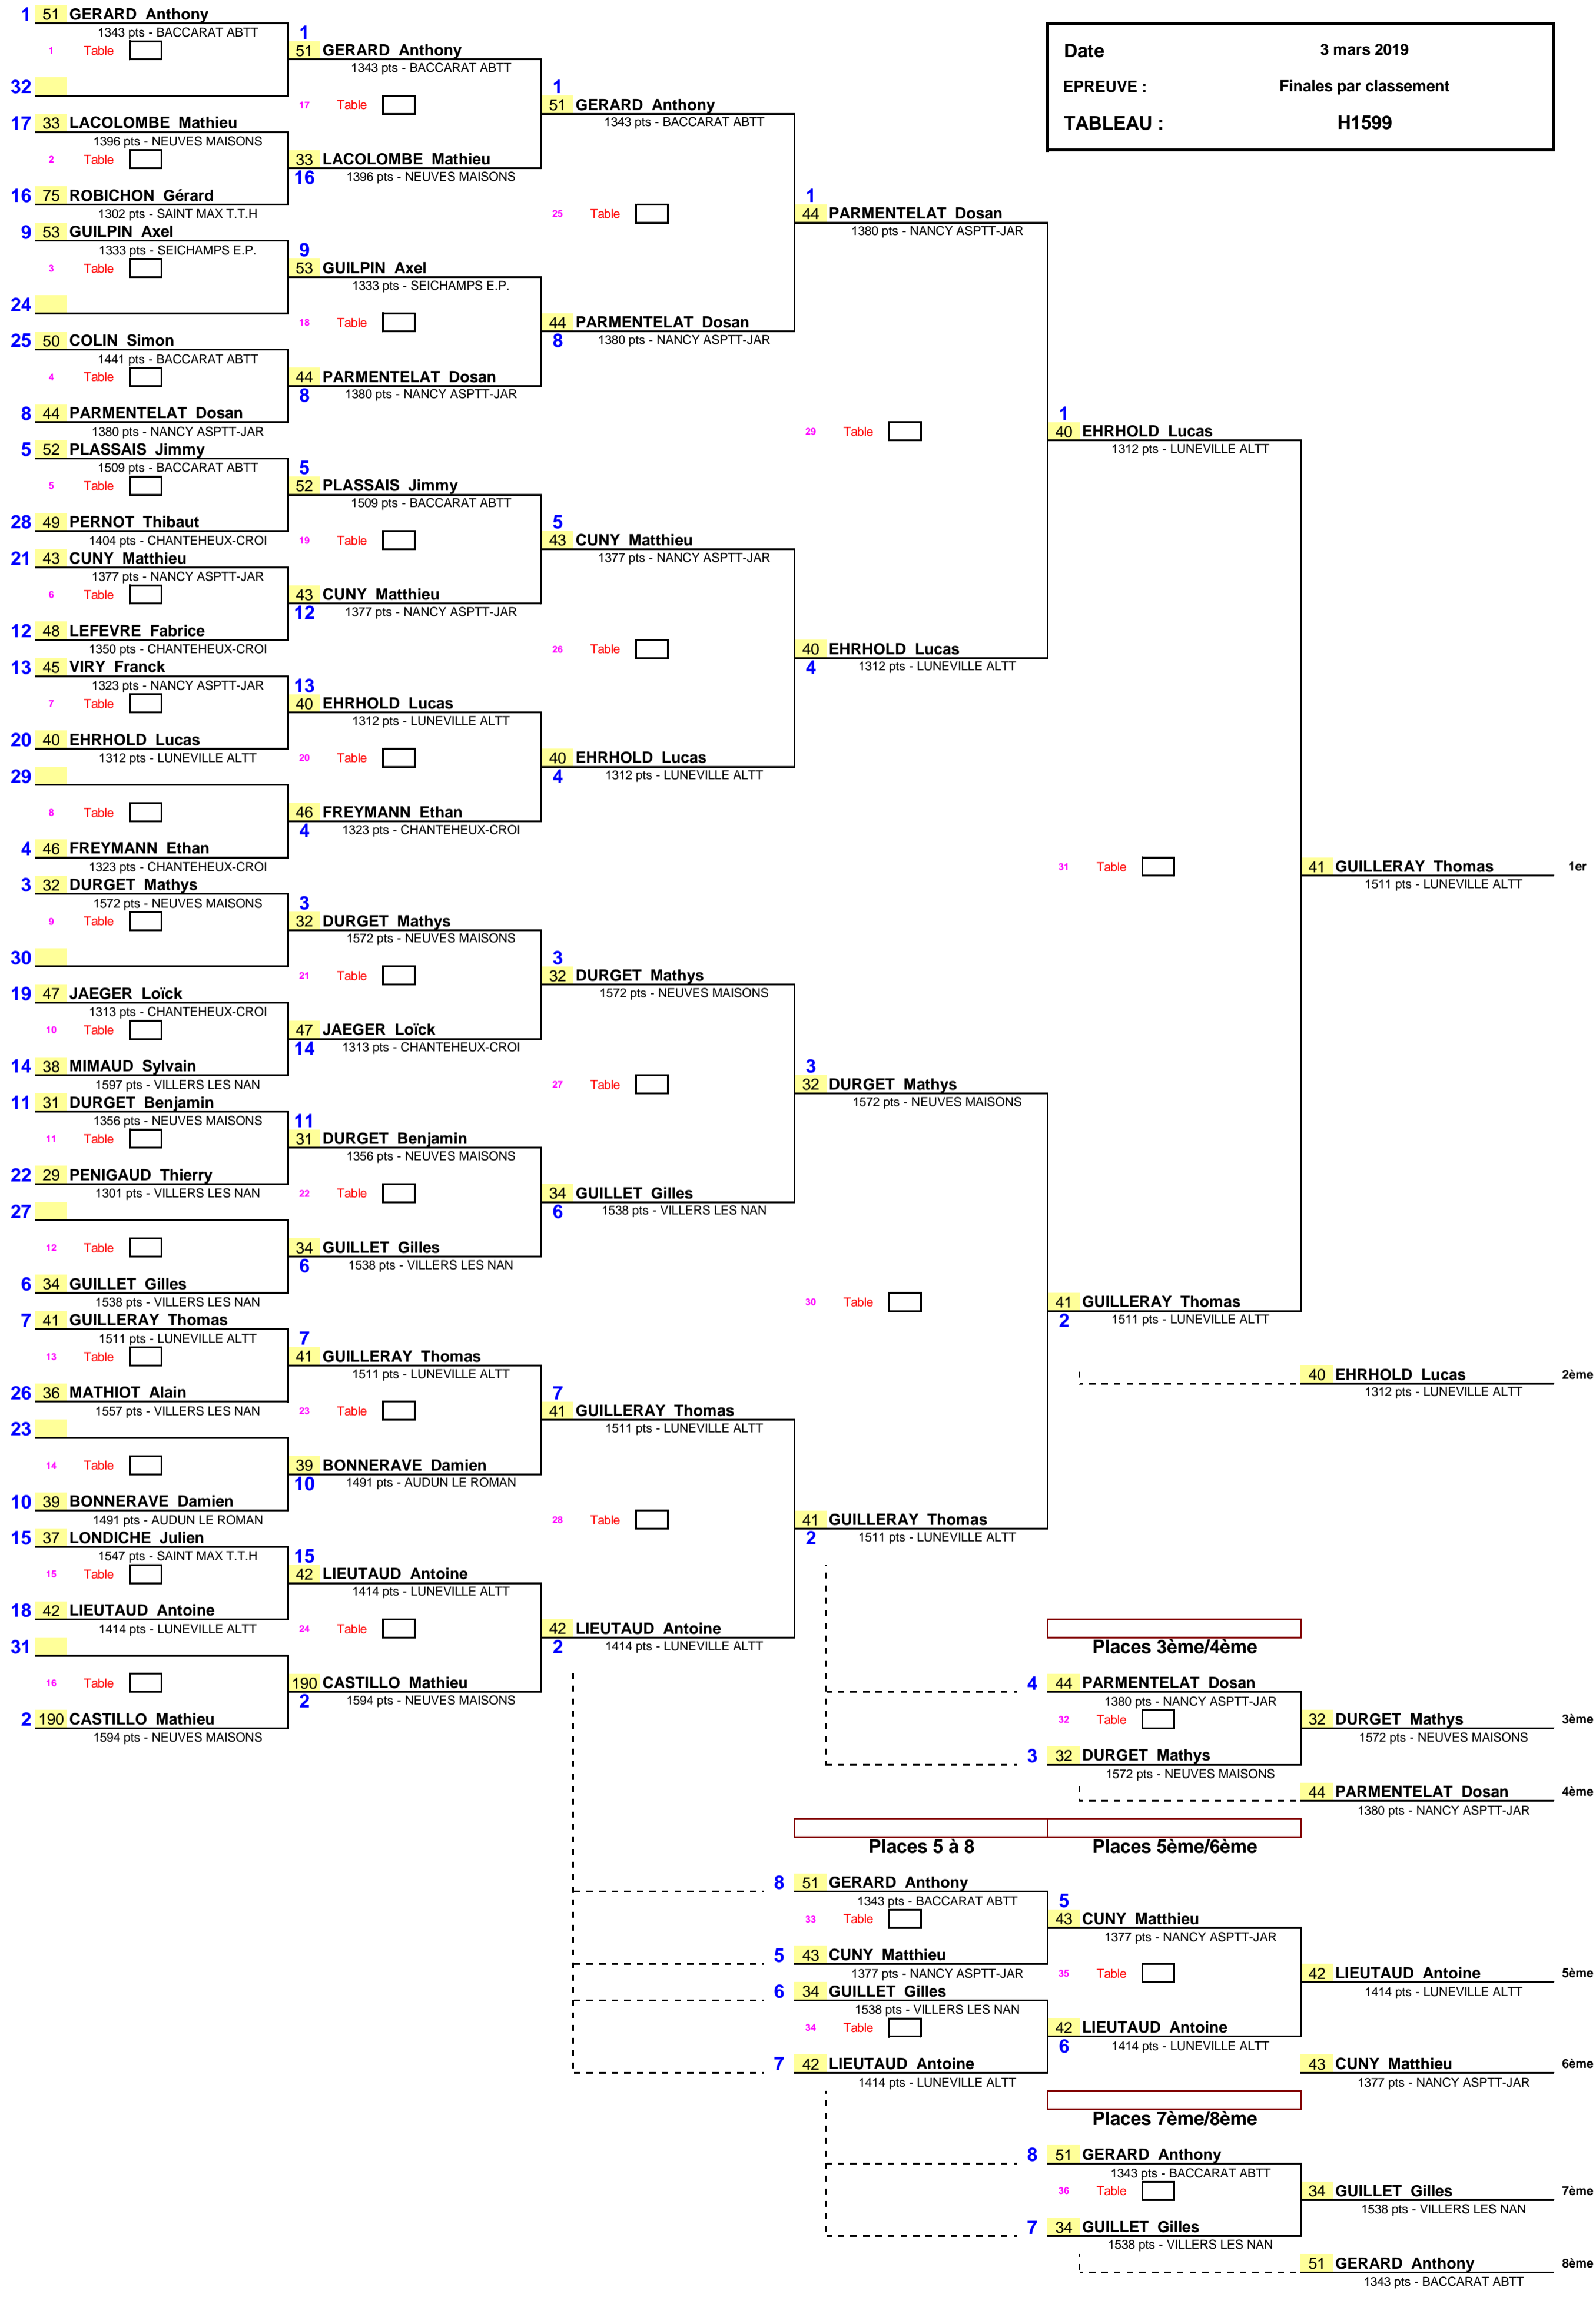 Date 3 mars 2019
EPREUVE : Finales par classement
TABLEAU : H1599
1 51 GERARD Anthony
1343 pts - BACCARAT ABTT
1 Table
32
17 33 LACOLOMBE Mathieu
1396 pts - NEUVES MAISONS
2 Table
16 75 ROBICHON Gérard
1302 pts - SAINT MAX T.T.H
9 53 GUILPIN Axel
1333 pts - SEICHAMPS E.P.
3 Table
24
25 50 COLIN Simon
1441 pts - BACCARAT ABTT
4 Table
8 44 PARMENTELAT Dosan
1380 pts - NANCY ASPTT-JAR
5 52 PLASSAIS Jimmy
1509 pts - BACCARAT ABTT
5 Table
28 49 PERNOT Thibaut
1404 pts - CHANTEHEUX-CROI
21 43 CUNY Matthieu
1377 pts - NANCY ASPTT-JAR
6 Table
12 48 LEFEVRE Fabrice
1350 pts - CHANTEHEUX-CROI
13 45 VIRY Franck
1323 pts - NANCY ASPTT-JAR
7 Table
20 40 EHRHOLD Lucas
1312 pts - LUNEVILLE ALTT
29
8 Table
4 46 FREYMANN Ethan
1323 pts - CHANTEHEUX-CROI
3 32 DURGET Mathys
1572 pts - NEUVES MAISONS
9 Table
30
19 47 JAEGER Loïck
1313 pts - CHANTEHEUX-CROI
10 Table
14 38 MIMAUD Sylvain
1597 pts - VILLERS LES NAN
11 31 DURGET Benjamin
1356 pts - NEUVES MAISONS
11 Table
22 29 PENIGAUD Thierry
1301 pts - VILLERS LES NAN
27
12 Table
6 34 GUILLET Gilles
1538 pts - VILLERS LES NAN
7 41 GUILLERAY Thomas
1511 pts - LUNEVILLE ALTT
13 Table
26 36 MATHIOT Alain
1557 pts - VILLERS LES NAN
23
14 Table
10 39 BONNERAVE Damien
1491 pts - AUDUN LE ROMAN
15 37 LONDICHE Julien
1547 pts - SAINT MAX T.T.H
15 Table
18 42 LIEUTAUD Antoine
1414 pts - LUNEVILLE ALTT
31
16 Table
2 190 CASTILLO Mathieu
1594 pts - NEUVES MAISONS
1
51 GERARD Anthony
1343 pts - BACCARAT ABTT
17 Table
33 LACOLOMBE Mathieu
16 1396 pts - NEUVES MAISONS
9
53 GUILPIN Axel
1333 pts - SEICHAMPS E.P.
18 Table
44 PARMENTELAT Dosan
8 1380 pts - NANCY ASPTT-JAR
5
52 PLASSAIS Jimmy
1509 pts - BACCARAT ABTT
19 Table
43 CUNY Matthieu
12 1377 pts - NANCY ASPTT-JAR
13
40 EHRHOLD Lucas
1312 pts - LUNEVILLE ALTT
20 Table
46 FREYMANN Ethan
4 1323 pts - CHANTEHEUX-CROI
3
32 DURGET Mathys
1572 pts - NEUVES MAISONS
21 Table
47 JAEGER Loïck
14 1313 pts - CHANTEHEUX-CROI
11
31 DURGET Benjamin
1356 pts - NEUVES MAISONS
22 Table
34 GUILLET Gilles
6 1538 pts - VILLERS LES NAN
7
41 GUILLERAY Thomas
1511 pts - LUNEVILLE ALTT
23 Table
39 BONNERAVE Damien
10 1491 pts - AUDUN LE ROMAN
15
42 LIEUTAUD Antoine
1414 pts - LUNEVILLE ALTT
24 Table
190 CASTILLO Mathieu
2 1594 pts - NEUVES MAISONS
1
51 GERARD Anthony
1343 pts - BACCARAT ABTT
25 Table
44 PARMENTELAT Dosan
8 1380 pts - NANCY ASPTT-JAR
5
43 CUNY Matthieu
1377 pts - NANCY ASPTT-JAR
26 Table
40 EHRHOLD Lucas
4 1312 pts - LUNEVILLE ALTT
3
32 DURGET Mathys
1572 pts - NEUVES MAISONS
27 Table
34 GUILLET Gilles
6 1538 pts - VILLERS LES NAN
7
41 GUILLERAY Thomas
1511 pts - LUNEVILLE ALTT
28 Table
42 LIEUTAUD Antoine
2 1414 pts - LUNEVILLE ALTT
1
44 PARMENTELAT Dosan
1380 pts - NANCY ASPTT-JAR
29 Table
40 EHRHOLD Lucas
4 1312 pts - LUNEVILLE ALTT
3
32 DURGET Mathys
1572 pts - NEUVES MAISONS
30 Table
41 GUILLERAY Thomas
2 1511 pts - LUNEVILLE ALTT
1
40 EHRHOLD Lucas
1312 pts - LUNEVILLE ALTT
31 Table
41 GUILLERAY Thomas
2 1511 pts - LUNEVILLE ALTT
41 GUILLERAY Thomas 1er
1511 pts - LUNEVILLE ALTT
40 EHRHOLD Lucas 2ème
1312 pts - LUNEVILLE ALTT
Places 3ème/4ème
4 44 PARMENTELAT Dosan
1380 pts - NANCY ASPTT-JAR
32 Table
3 32 DURGET Mathys
1572 pts - NEUVES MAISONS
32 DURGET Mathys 3ème
1572 pts - NEUVES MAISONS
44 PARMENTELAT Dosan 4ème
1380 pts - NANCY ASPTT-JAR
Places 5 à 8 Places 5ème/6ème
8 51 GERARD Anthony
1343 pts - BACCARAT ABTT
33 Table
5 43 CUNY Matthieu
1377 pts - NANCY ASPTT-JAR
6 34 GUILLET Gilles
1538 pts - VILLERS LES NAN
34 Table
7 42 LIEUTAUD Antoine
1414 pts - LUNEVILLE ALTT
5
43 CUNY Matthieu
1377 pts - NANCY ASPTT-JAR
35 Table
42 LIEUTAUD Antoine
6 1414 pts - LUNEVILLE ALTT
42 LIEUTAUD Antoine 5ème
1414 pts - LUNEVILLE ALTT
43 CUNY Matthieu 6ème
1377 pts - NANCY ASPTT-JAR
Places 7ème/8ème
8 51 GERARD Anthony
1343 pts - BACCARAT ABTT
36 Table
7 34 GUILLET Gilles
1538 pts - VILLERS LES NAN
34 GUILLET Gilles 7ème
1538 pts - VILLERS LES NAN
51 GERARD Anthony 8ème
1343 pts - BACCARAT ABTT